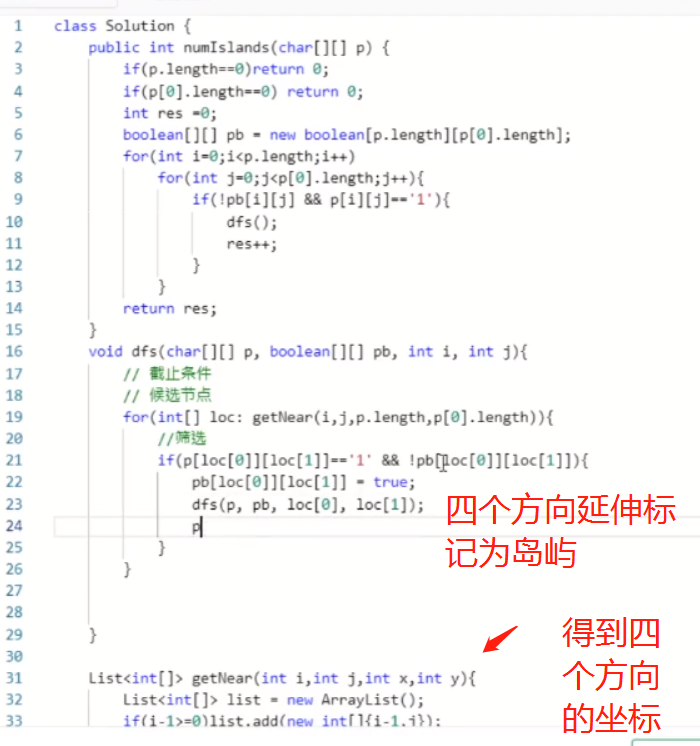 1 class Solution {
2 public int numIslands(char[][] p) {
3 if(p.length==0)return 0;
4 if(p[0].length==0) return 0;
5 int res =0;
6 boolean[][] pb = new boolean[p.length][p[0].length];
7 for(int i=0;i<p.length;i++)
8 for(int j=0;j<p[0].length;j++){
9 if(!pb[i][j] && p[i][j]=='1'){
10 dfs();
11 res++;
12 }
13 }
14 return res;
15 }
16 void dfs(char[][] p, boolean[][] pb, int i, int j){
17 // 截止条件
18 // 候选节点
19 for(int[] loc: getNear(i,j,p.length,p[0].length)){
20 //筛选
21 if(p[loc[0]][loc[1]]=='1' && !pb[loc[0]][loc[1]]){
22 pb[loc[0]][loc[1]] = true;
23 dfs(p, pb, loc[0], loc[1]);
24 p
25 }
26 }
27
28
29 }
30
31 List<int[]> getNear(int i,int j,int x,int y){
32 List<int[]> list = new ArrayList();
33 if(i-1>=0)list.add(new int[]{i-1,j});
四个方向延伸标
记为岛屿
得到四
个方向
的坐标